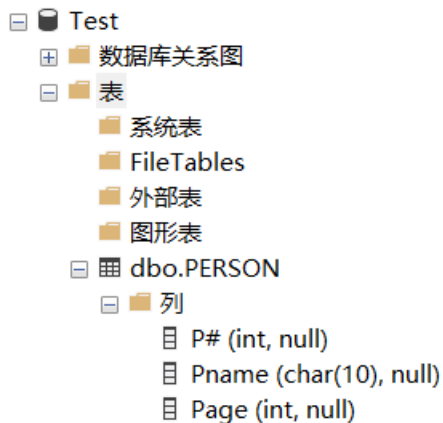 Test
数据库关系图
表
系统表
FileTables
外部表
图形表
dbo.PERSON
列
P# (int, null)
Pname (char(10), null)
Page (int, null)